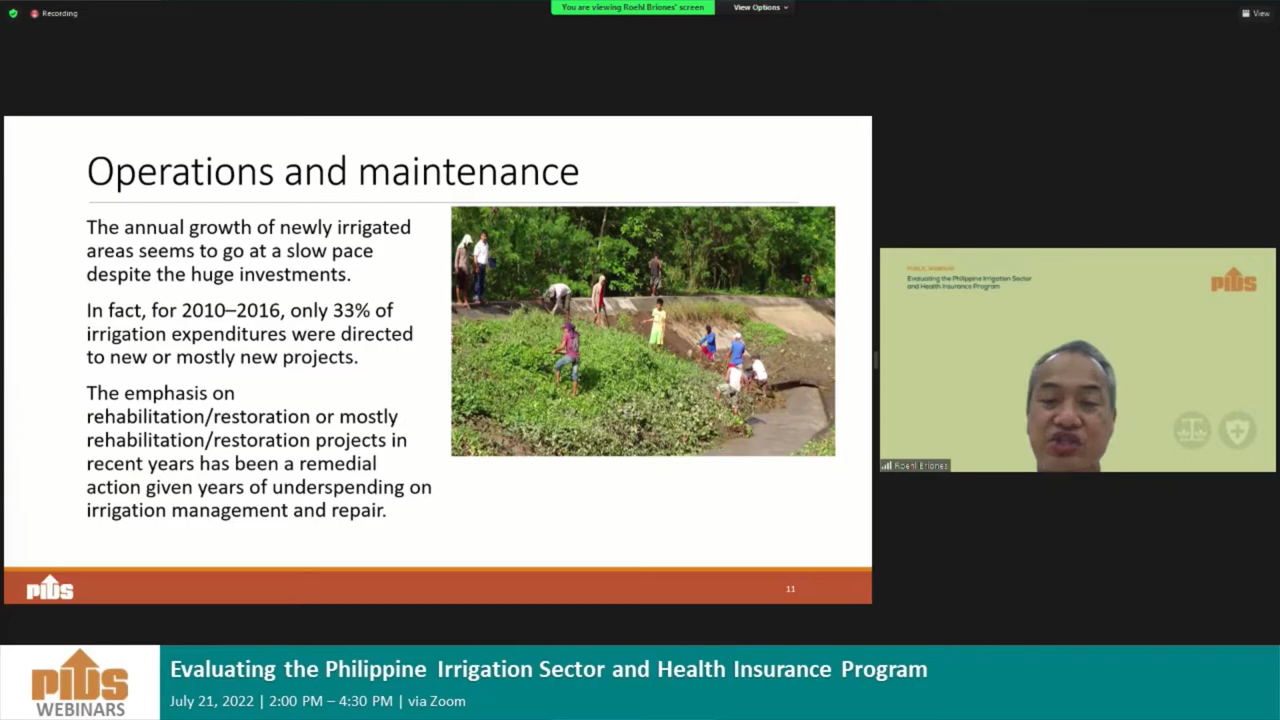 Recording
You are viewing Roehl Briones' screen
View Options
View
Operations and maintenance
The annual growth of newly irrigated
areas seems to go at a slow pace
despite the huge investments.
In fact, for 2010–2016, only 33% of
irrigation expenditures were directed
to new or mostly new projects.
The emphasis on
rehabilitation/restoration or mostly
rehabilitation/restoration projects in
recent years has been a remedial
action given years of underspending on
irrigation management and repair.
PIDS
11
PUBLIC WEBINAR
Evaluating the Philippine Irrigation Sector
and Health Insurance Program
PIDS
Roehl Briones
PIDS
WEBINARS
Evaluating the Philippine Irrigation Sector and Health Insurance Program
July 21, 2022 | 2:00 PM – 4:30 PM | via Zoom